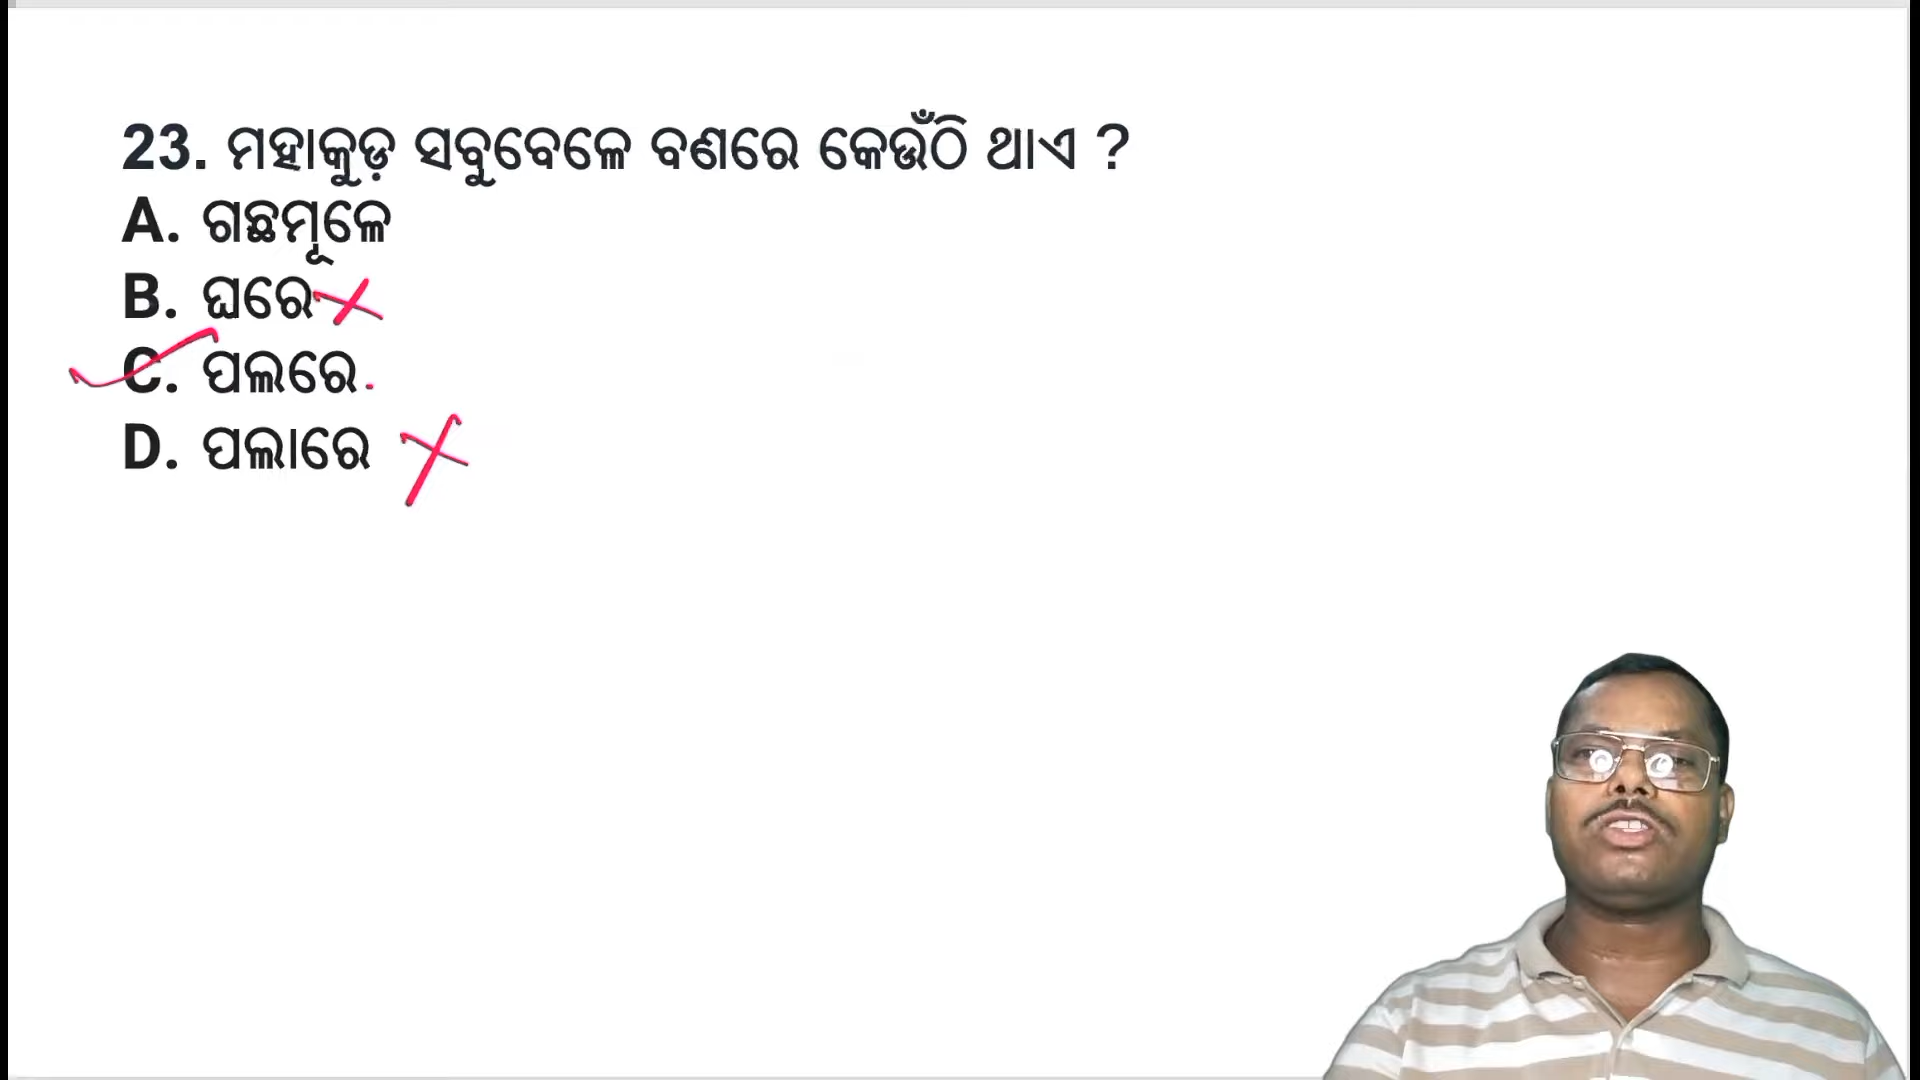 23. ମହାକୁଡ଼ ସବୁବେଳେ ବଣରେ କେଉଁଠି ଥାଏ ?
A. ଗଛମୂଳେ
B. ଘରେ
C. ପଲରେ
D. ପଲାରେ